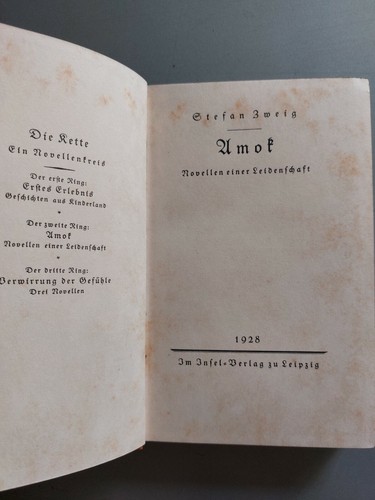 Die Kette
Ein Novellenkreis
Der erste Ring:
Erstes Erlebnis
Geschichten aus Kinderland
*
Der zweite Ring:
Amok
Novellen einer Leidenschaft
*
Der dritte Ring:
Verwirrung der Gefühle
Drei Novellen
Stefan Zweig
Amok
Novellen einer Leidenschaft
1928
Im Insel-Verlag zu Leipzig